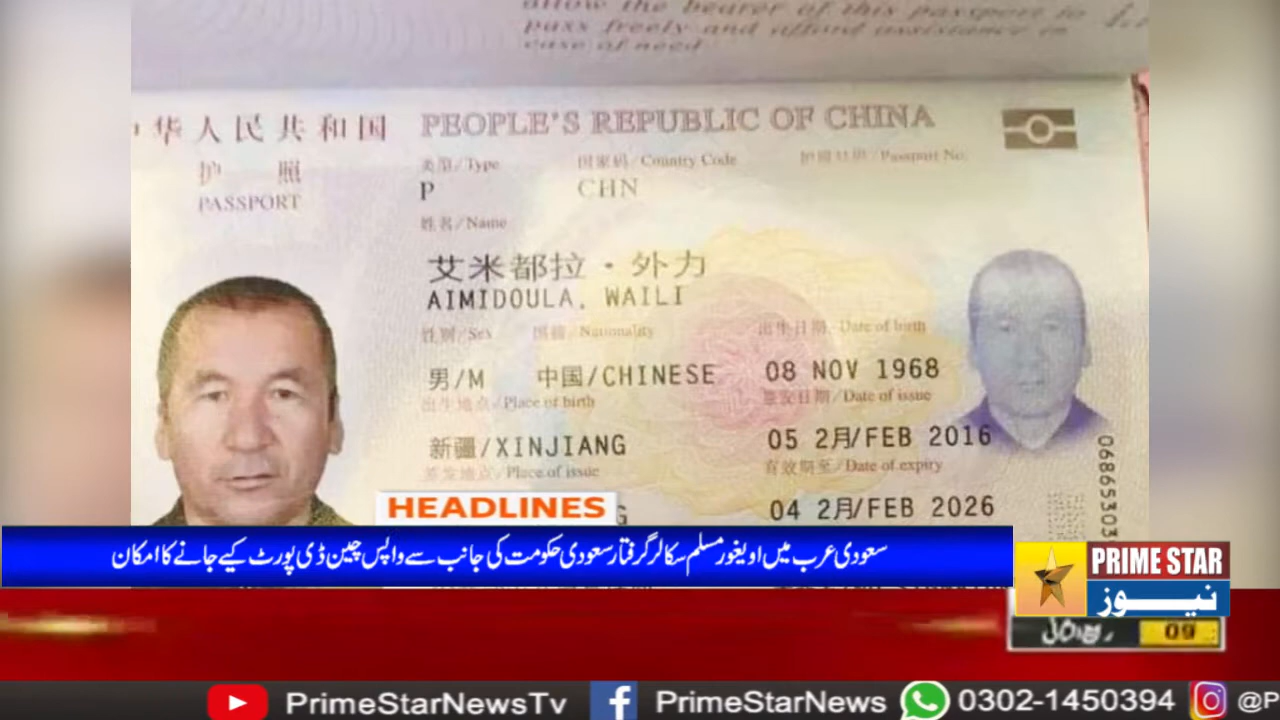 allow the bearer of this passport to
pass freely and afford assistance in
case of need
华人民共和国 PEOPLE'S REPUBLIC OF CHINA
护照
PASSPORT
类型/Type 国家码/Country Code 护照号码/Passport No.
P CHN
姓名/Name
艾米都拉·外力
AIMIDOULA, WAILI
性别/Sex 国籍/Nationality 出生日期/Date of birth
男/M 中国/CHINESE 08 NOV 1968
出生地点/Place of birth 签发日期/Date of issue
新疆/XINJIANG 05 2月/FEB 2016
签发地点/Place of issue 有效期至/Date of expiry
04 2月/FEB 2026
06865303
HEADLINES
سعودی عرب میں اویغور مسلم سکالر گرفتار سعودی حکومت کی جانب سے واپس چین ڈی پورٹ کیے جانے کا امکان
PRIME STAR
نیوز
ربیع الثانی 09
PrimeStarNewsTv PrimeStarNews 0302-1450394 @P